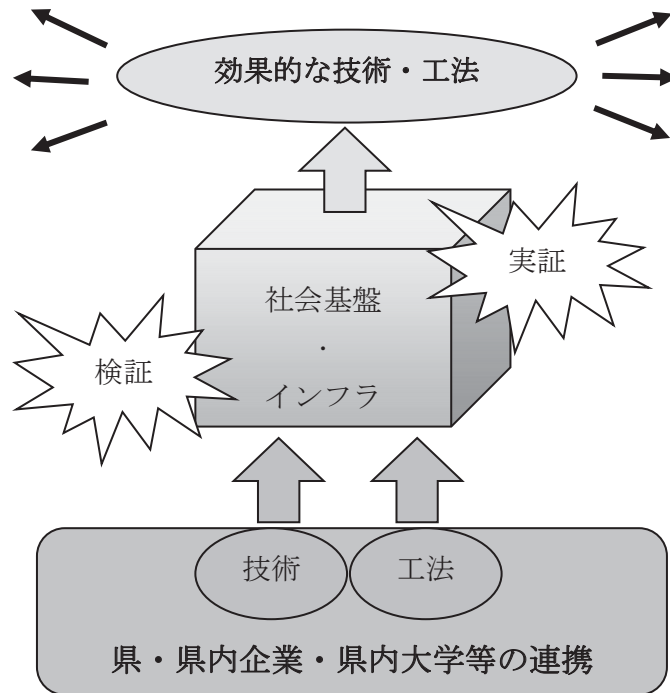 効果的な技術・工法
実証
社会基盤
・
インフラ
検証
技術
工法
県・県内企業・県内大学等の連携